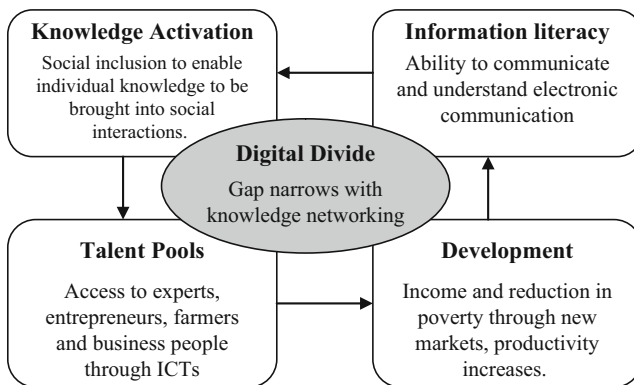 Knowledge Activation
Social inclusion to enable
individual knowledge to be
brought into social
interactions.
Information literacy
Ability to communicate
and understand electronic
communication
Digital Divide
Gap narrows with
knowledge networking
Talent Pools
Access to experts,
entrepreneurs, farmers
and business people
through ICTs
Development
Income and reduction in
poverty through new
markets, productivity
increases.